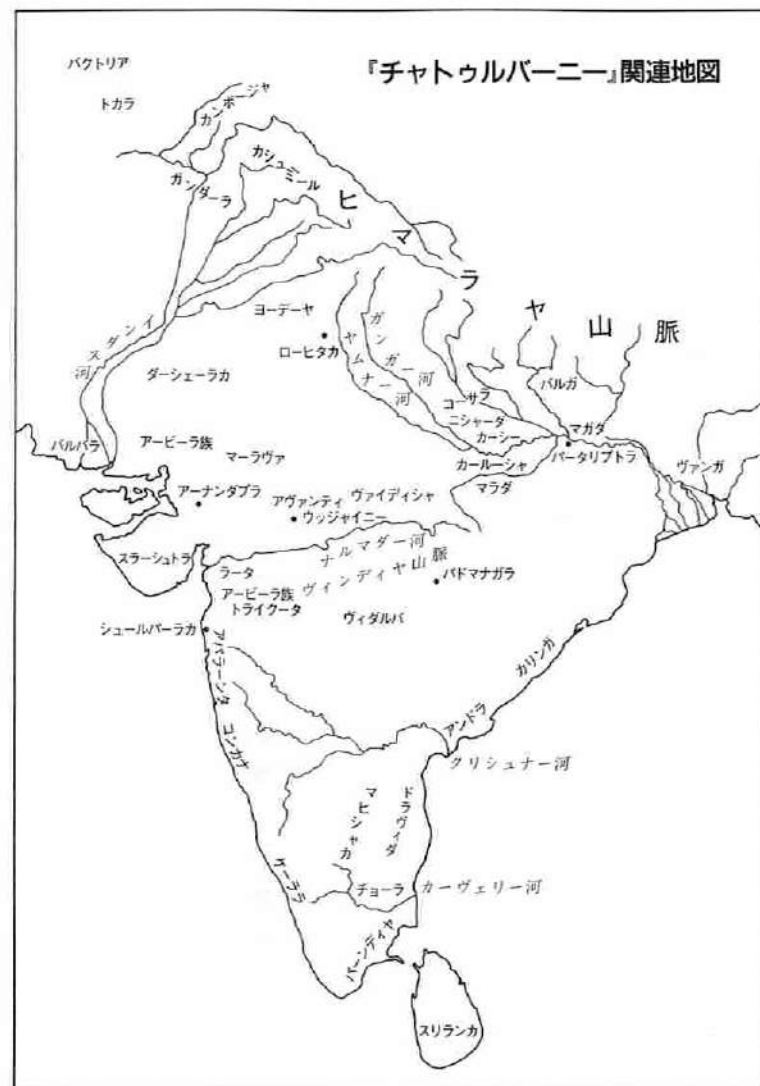 『チャトゥルバーニー』関連地図
バクトリア
トカラ
カンボージャ
カシュミール
ガンダーラ
ヒマラヤ山脈
ヨーデーヤ
ローヒタカ
ヤムナー河
ガンガー河
スダンイ河
ダーシェーラカ
コーサラ
ニシャーダ
カーシー
バルガ
マガダ
パータリプトラ
カールーシャ
マラダ
ヴァンガ
バルバラ
アービーラ族
マーラヴァ
アーナンダプラ
アヴァンティ
ウッジャイニー
ヴァイディシャ
スラーシュトラ
ナルマダー河
ヴィンディヤ山脈
ラータ
アービーラ族
トライクータ
パドマナガラ
ヴィダルバ
シュールパーラカ
アパラーンタ
コンカナ
カリンガ
アンドラ
クリシュナー河
マヒシャカ
ドラヴィダ
ケーララ
チョーラ
カーヴェリー河
パーンディヤ
スリランカ